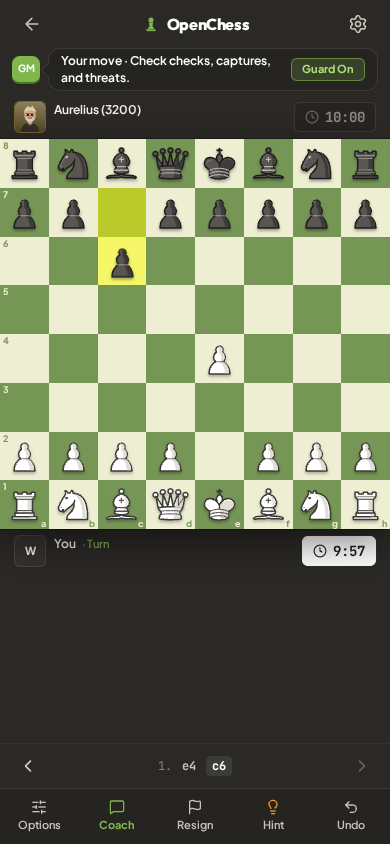 OpenChess
GM
Your move · Check checks, captures,
and threats.
Guard On
Aurelius (3200)
10:00
8
7
6
5
4
3
2
1
a b c d e f g h
W
You · Turn
9:57
1. e4 c6
Options Coach Resign Hint Undo